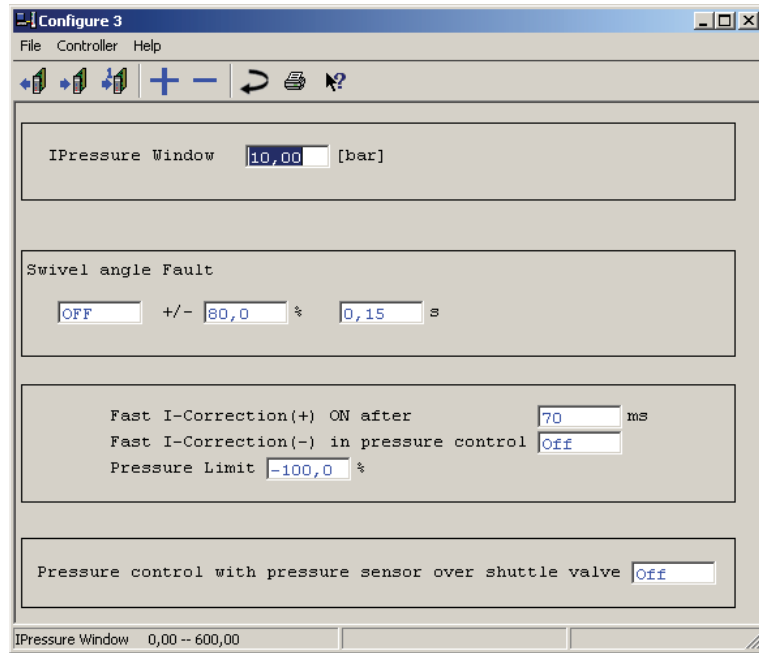 Configure 3
File Controller Help
IPressure Window 10,00 [bar]
Swivel angle Fault
OFF +/- 80,0 % 0,15 s
Fast I-Correction(+) ON after 70 ms
Fast I-Correction(-) in pressure control Off
Pressure Limit -100,0 %
Pressure control with pressure sensor over shuttle valve Off
IPressure Window 0,00 -- 600,00